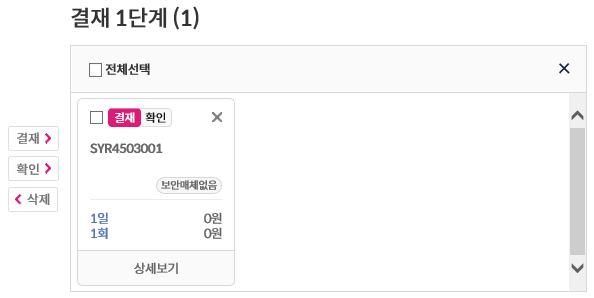 결재 1단계 (1)
전체선택
결재 확인
SYR4503001
보안매체없음
1일 0원
1회 0원
상세보기
결재
확인
삭제